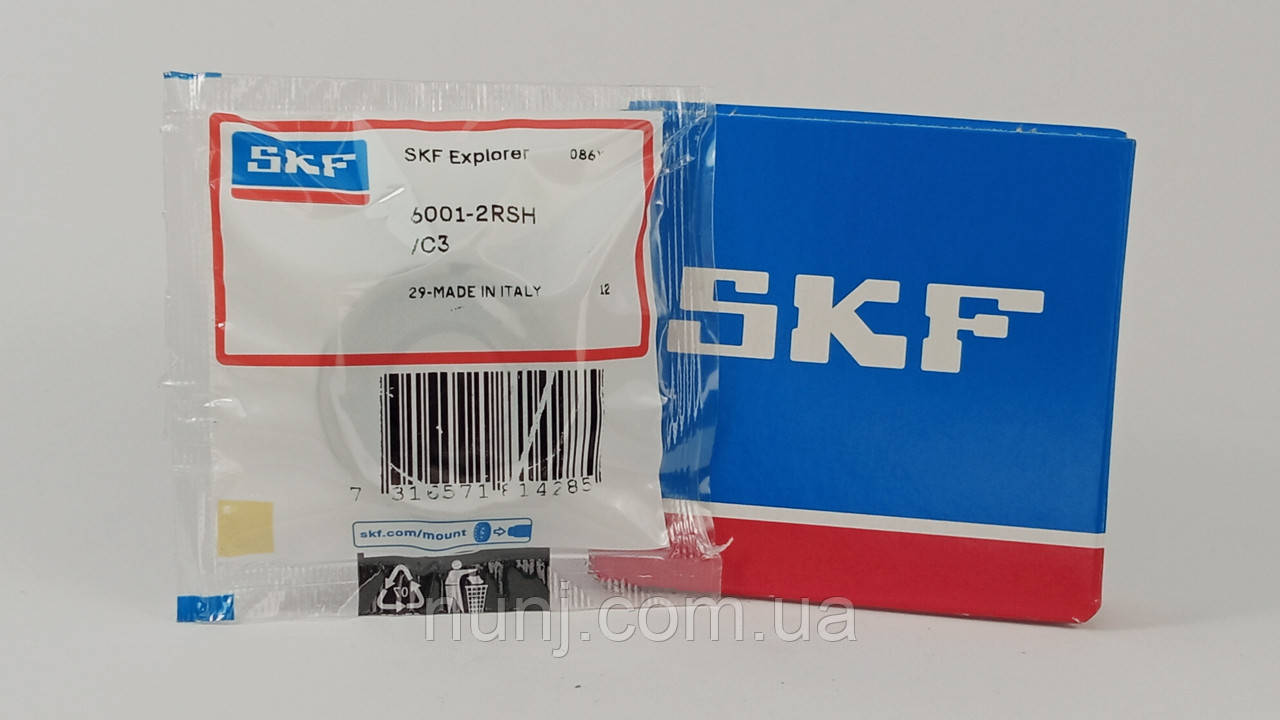 SKF
SKF Explorer 086
6001-2RSH
/C3
29-MADE IN ITALY 12
SKF
7 316571 814285
skf.com/mount
nunj.com.ua